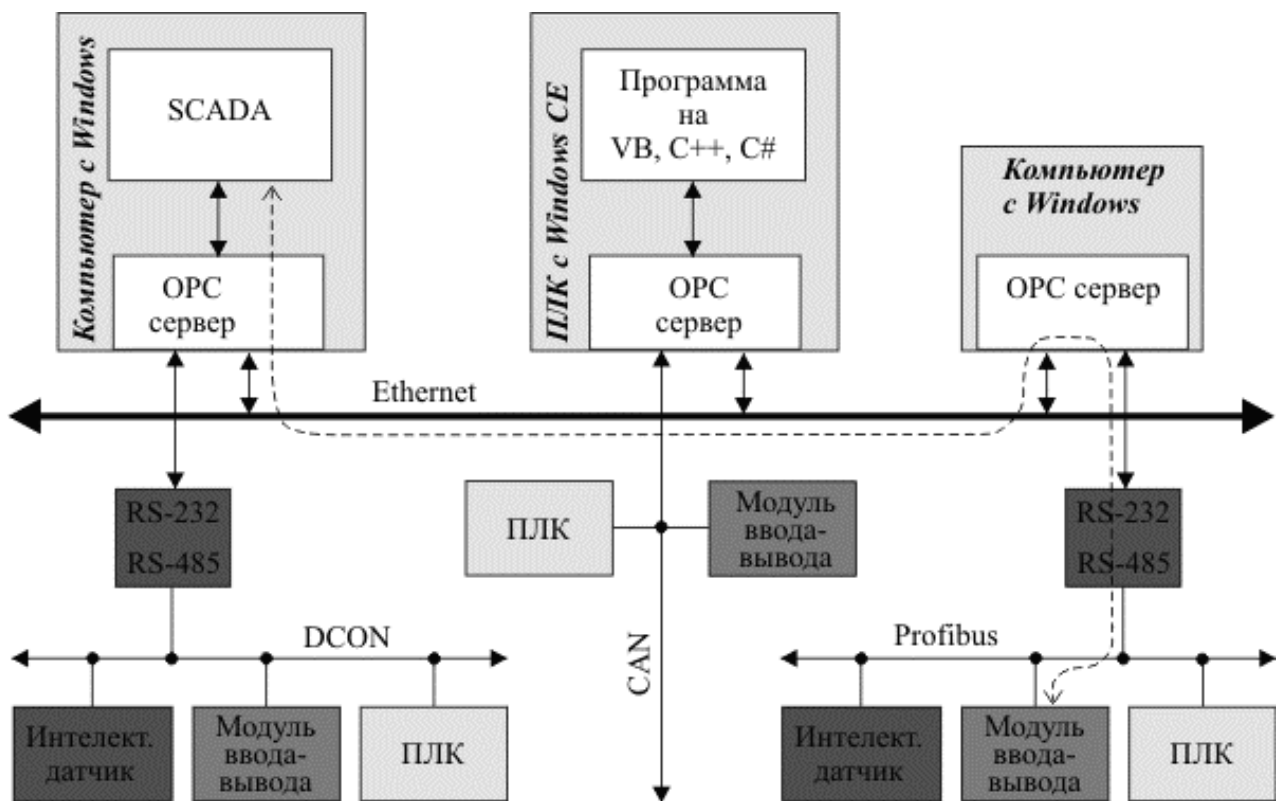 Компьютер с Windows
SCADA
OPC
сервер
ПЛК с Windows CE
Программа
на
VB, C++, C#
OPC
сервер
Компьютер
с Windows
OPC сервер
Ethernet
RS-232
RS-485
ПЛК
Модуль
ввода-
вывода
RS-232
RS-485
DCON
CAN
Profibus
Интелект.
датчик
Модуль
ввода-
вывода
ПЛК
Интелект.
датчик
Модуль
ввода-
вывода
ПЛК